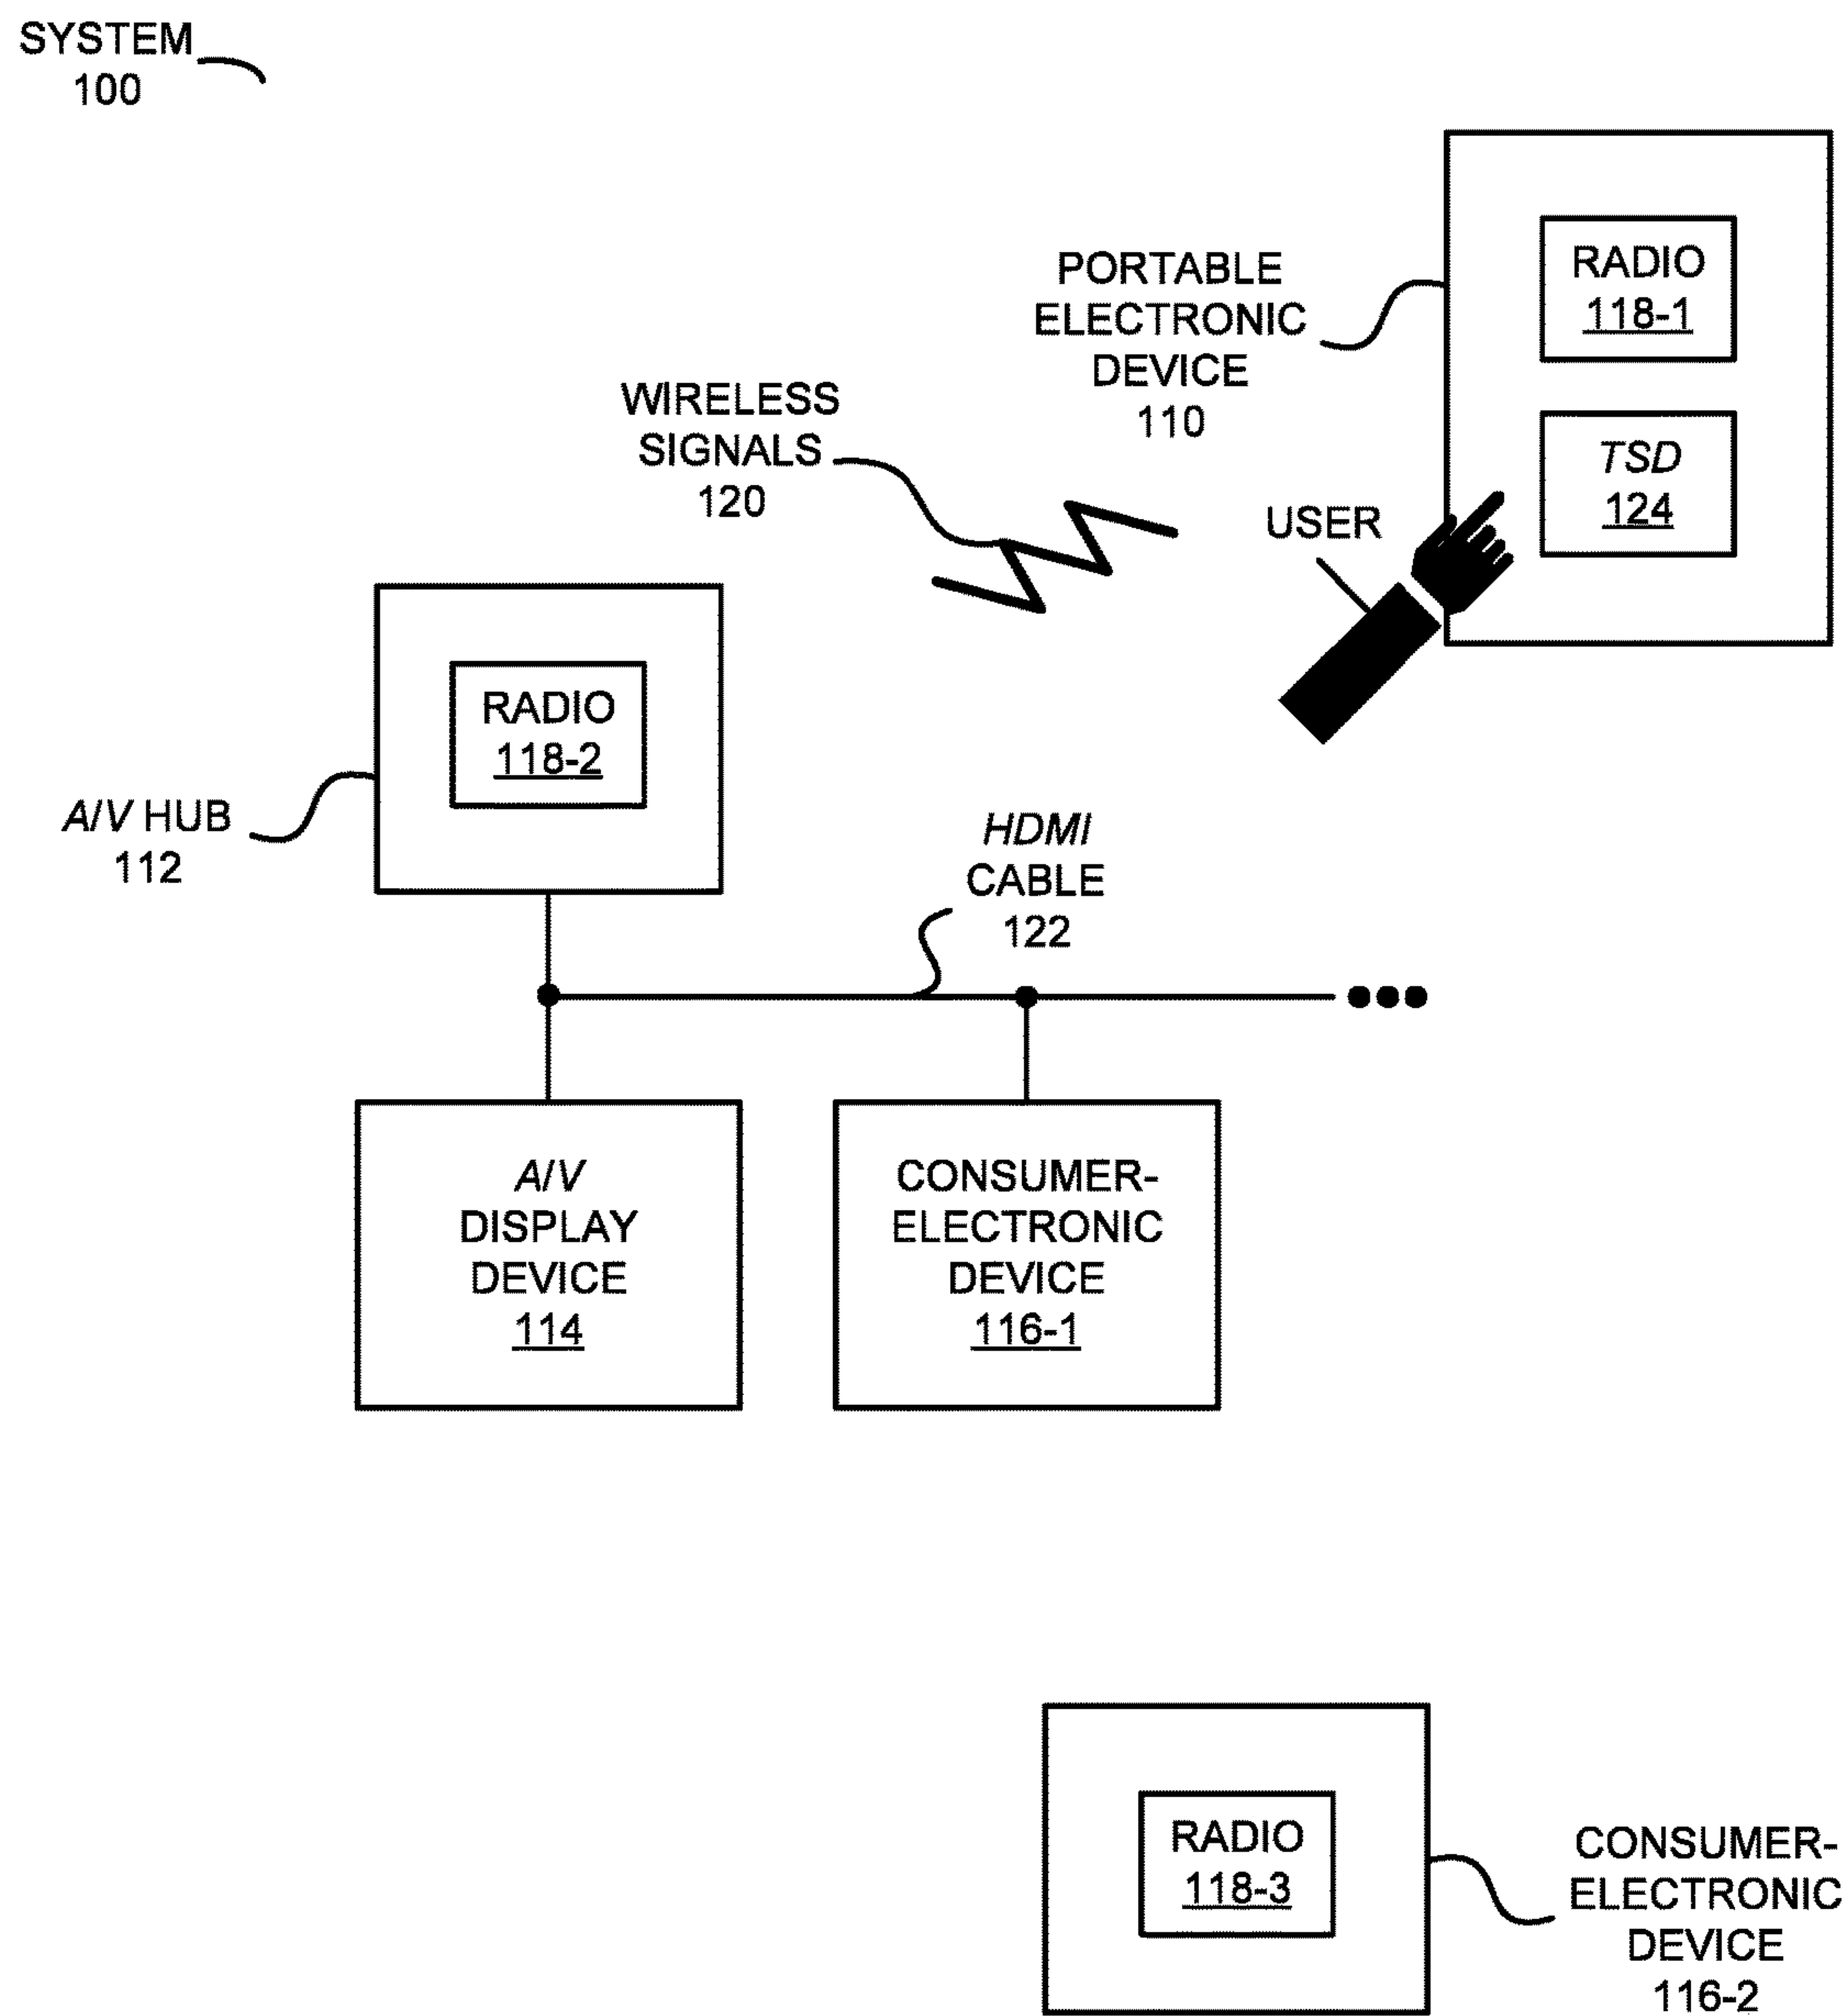 SYSTEM
100
PORTABLE
ELECTRONIC
DEVICE
110
RADIO
118-1
TSD
124
WIRELESS
SIGNALS
120
USER
RADIO
118-2
A/V HUB
112
HDMI
CABLE
122
A/V
DISPLAY
DEVICE
114
CONSUMER-
ELECTRONIC
DEVICE
116-1
RADIO
118-3
CONSUMER-
ELECTRONIC
DEVICE
116-2